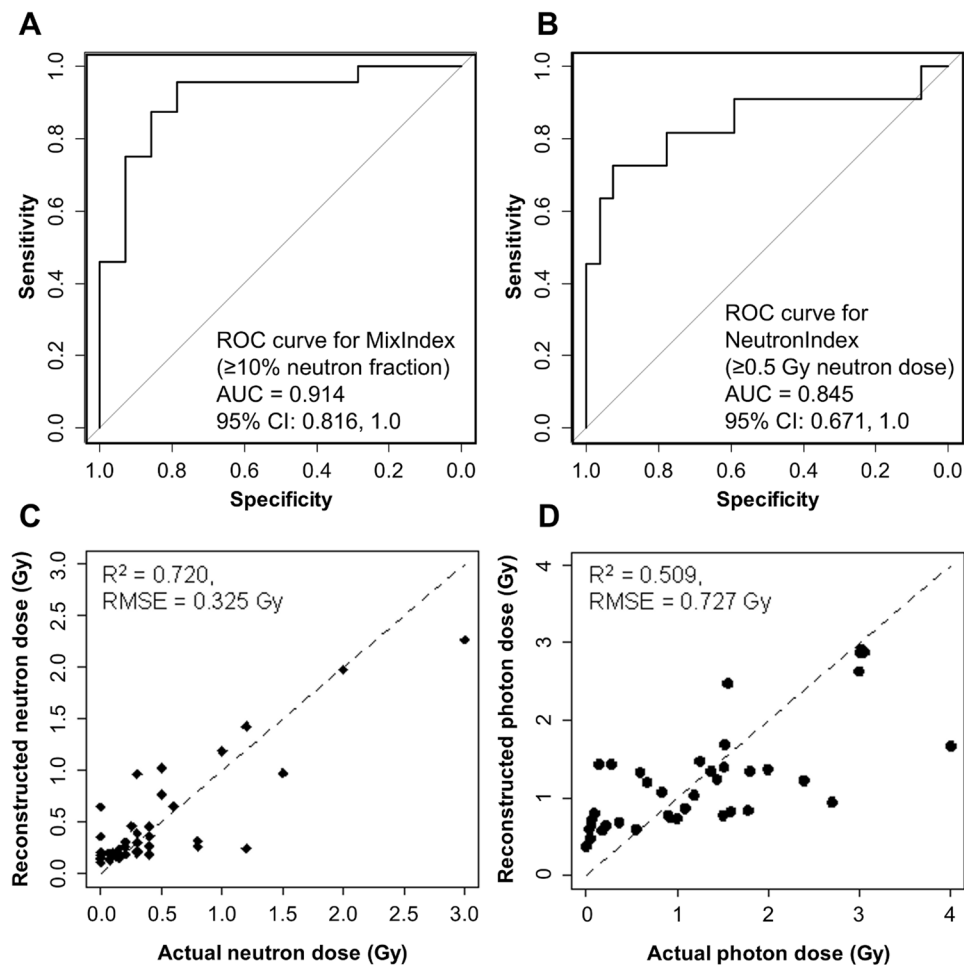 A
B
Sensitivity
1.0
0.8
0.6
0.4
0.2
0.0
ROC curve for MixIndex
(≥10% neutron fraction)
AUC = 0.914
95% CI: 0.816, 1.0
1.0 0.8 0.6 0.4 0.2 0.0
Specificity
Sensitivity
1.0
0.8
0.6
0.4
0.2
0.0
ROC curve for
NeutronIndex
(≥0.5 Gy neutron dose)
AUC = 0.845
95% CI: 0.671, 1.0
1.0 0.8 0.6 0.4 0.2 0.0
Specificity
C
D
Reconstructed neutron dose (Gy)
3.0
2.5
2.0
1.5
1.0
0.5
0.0
R² = 0.720,
RMSE = 0.325 Gy
0.0 0.5 1.0 1.5 2.0 2.5 3.0
Actual neutron dose (Gy)
Reconstructed photon dose (Gy)
4
3
2
1
0
R² = 0.509,
RMSE = 0.727 Gy
0 1 2 3 4
Actual photon dose (Gy)